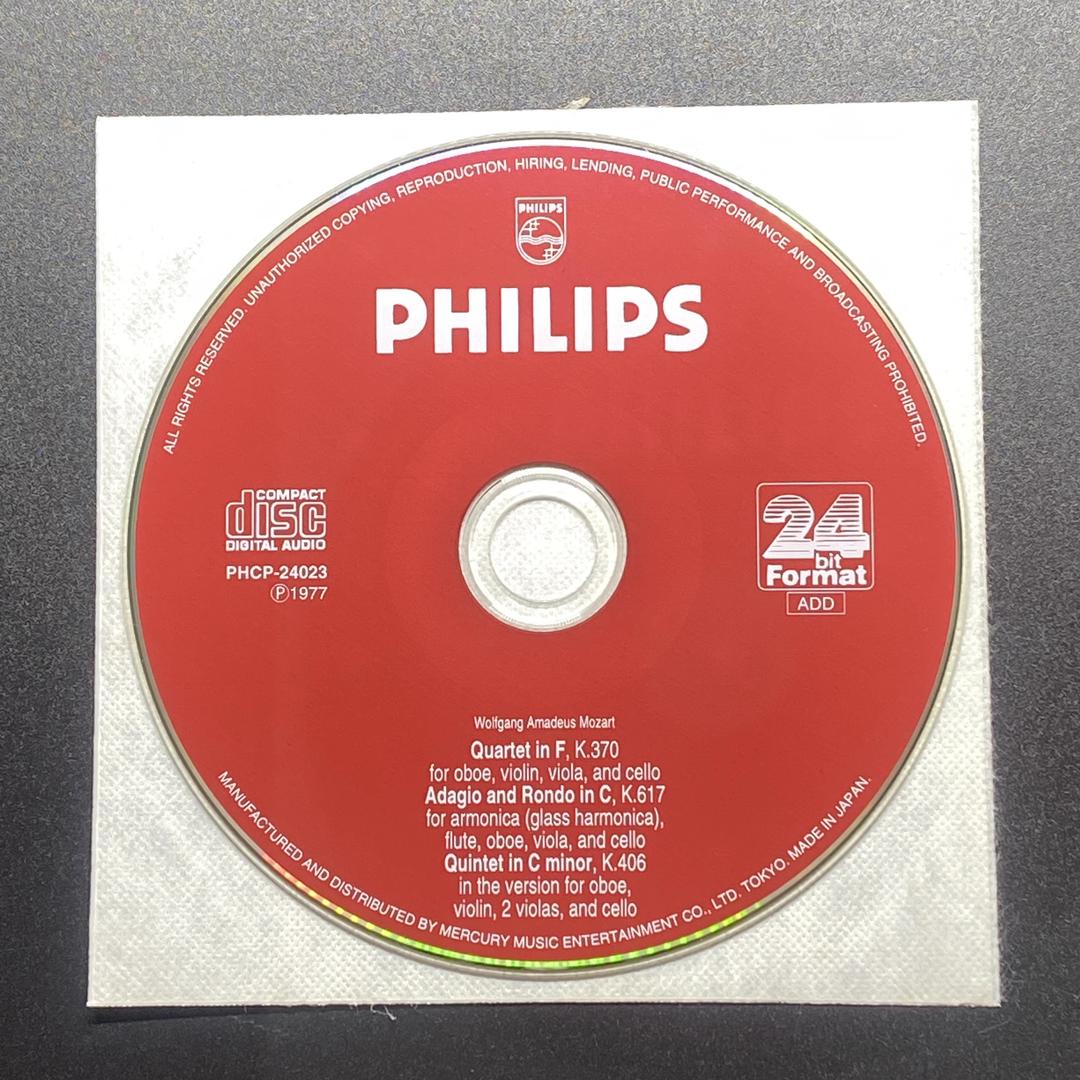 ALL RIGHTS RESERVED. UNAUTHORIZED COPYING, REPRODUCTION, HIRING, LENDING, PUBLIC PERFORMANCE AND BROADCASTING PROHIBITED.
PHILIPS
PHILIPS
COMPACT
disc
DIGITAL AUDIO
PHCP-24023
℗1977
24
bit
Format
ADD
Wolfgang Amadeus Mozart
Quartet in F, K.370
for oboe, violin, viola, and cello
Adagio and Rondo in C, K.617
for armonica (glass harmonica),
flute, oboe, viola, and cello
Quintet in C minor, K.406
in the version for oboe,
violin, 2 violas, and cello
MANUFACTURED AND DISTRIBUTED BY MERCURY MUSIC ENTERTAINMENT CO., LTD. TOKYO. MADE IN JAPAN.